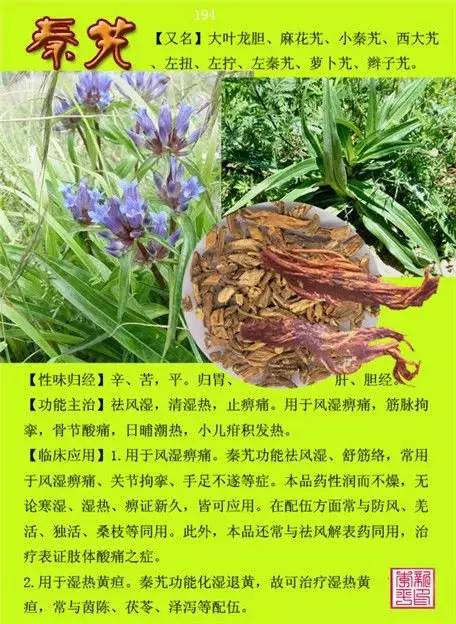 194
秦艽
【又名】大叶龙胆、麻花艽、小秦艽、西大艽
、左扭、左拧、左秦艽、萝卜艽、辫子艽。
【性味归经】辛、苦，平。归胃、 肝、胆经。
【功能主治】祛风湿，清湿热，止痹痛。用于风湿痹痛，筋脉拘
挛，骨节酸痛，日晡潮热，小儿疳积发热。
【临床应用】1.用于风湿痹痛。秦艽功能祛风湿、舒筋络，常用
于风湿痹痛、关节拘挛、手足不遂等症。本品药性润而不燥，无
论寒湿、湿热、痹证新久，皆可应用。在配伍方面常与防风、羌
活、独活、桑枝等同用。此外，本品还常与祛风解表药同用，治
疗表证肢体酸痛之症。
2.用于湿热黄疸。秦艽功能化湿退黄，故可治疗湿热黄
疸，常与茵陈、茯苓、泽泻等配伍。